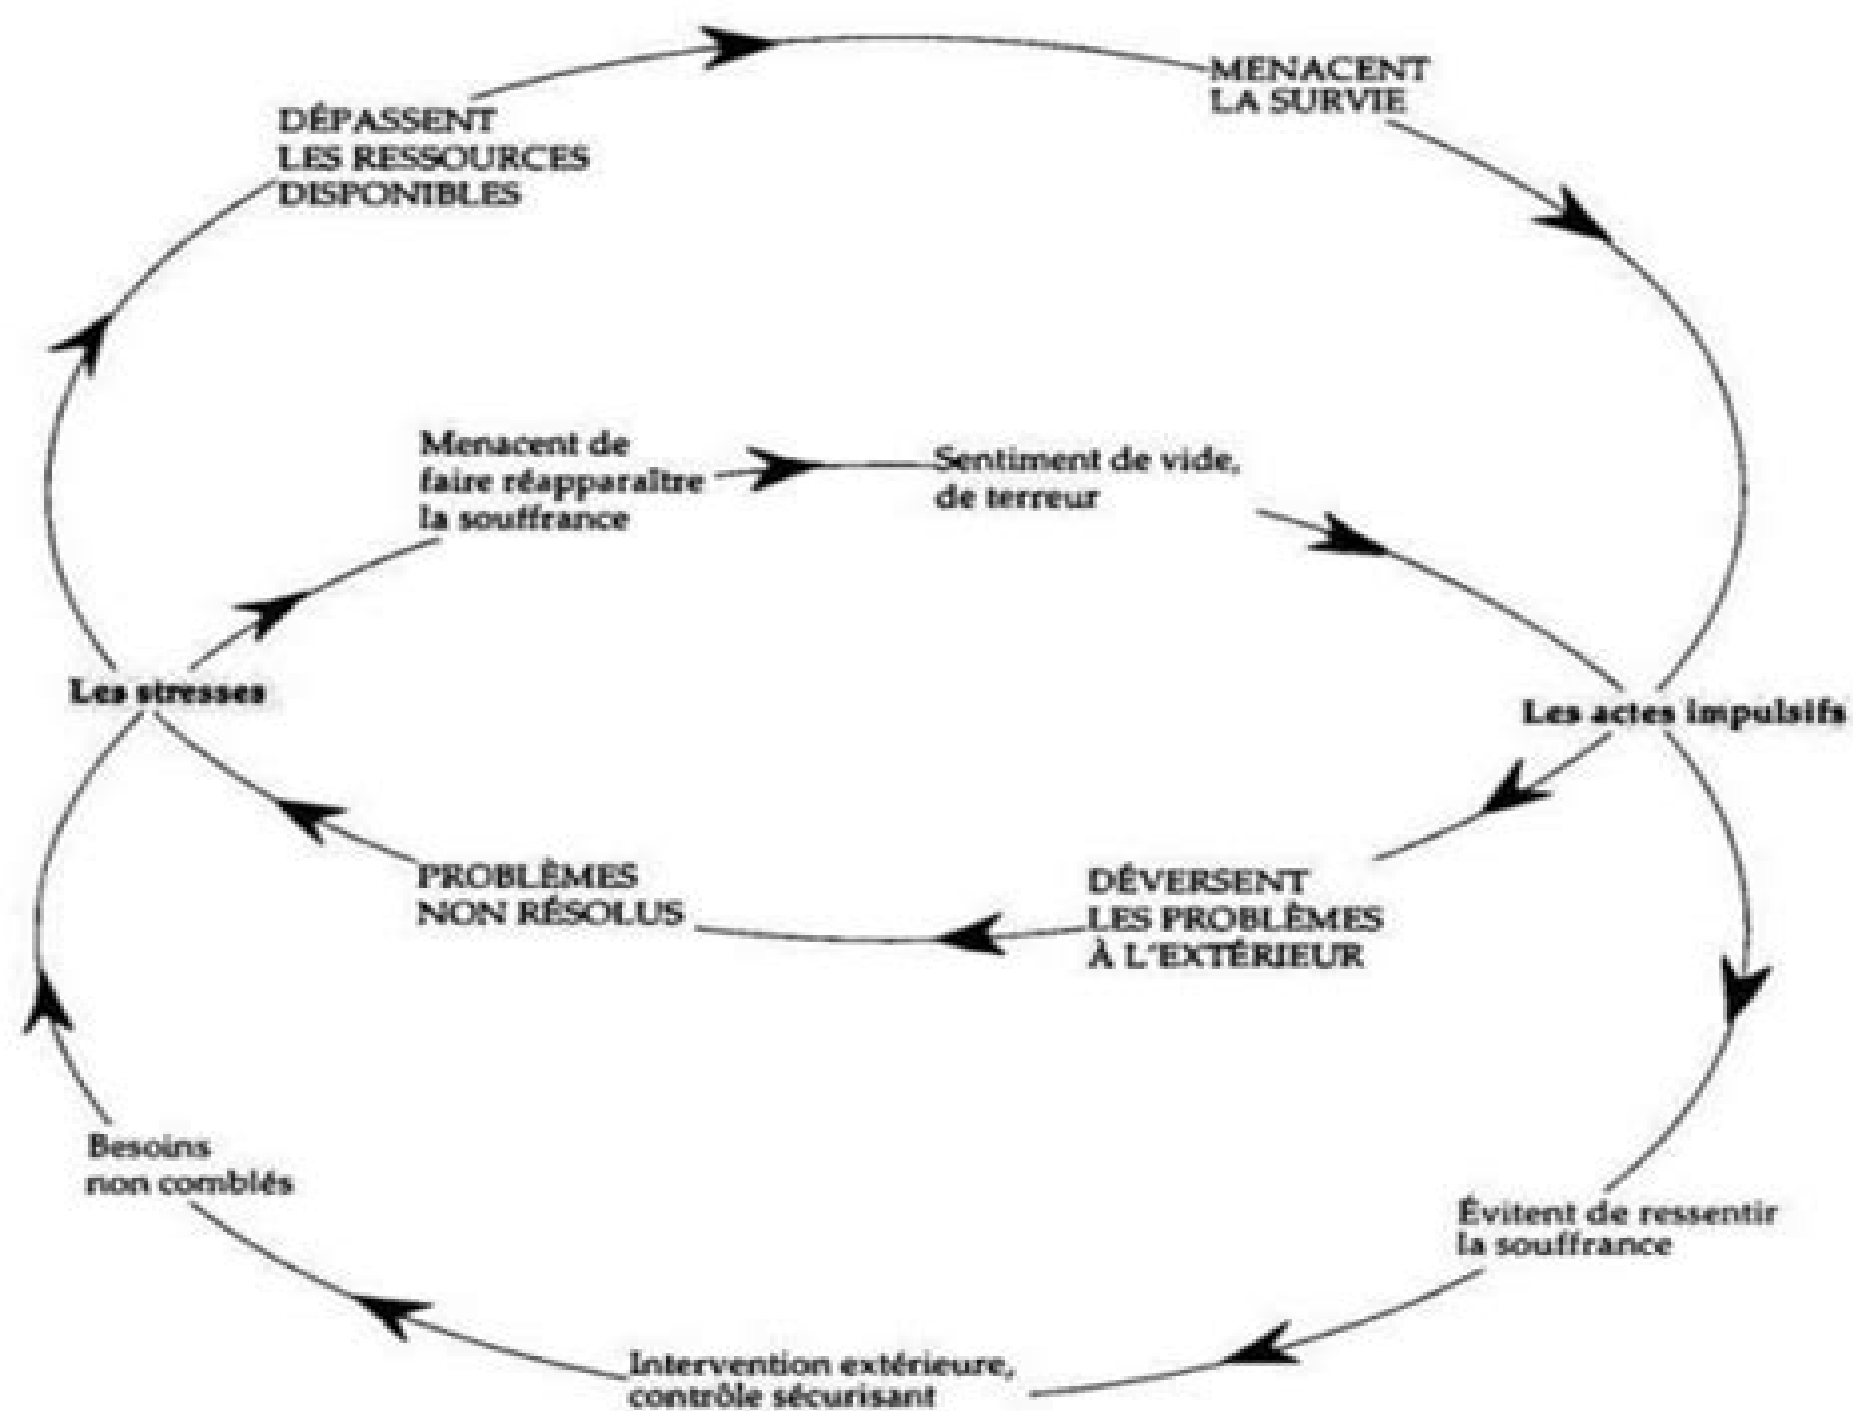 MENACENT
LA SURVIE
DÉPASSENT
LES RESSOURCES
DISPONIBLES
Menacent de
faire réapparaître
la souffrance
Sentiment de vide,
de terreur
Les stresses
Les actes impulsifs
PROBLÈMES
NON RÉSOLUS
DÉVERSENT
LES PROBLÈMES
À L'EXTÉRIEUR
Besoins
non comblés
Évitent de ressentir
la souffrance
Intervention extérieure,
contrôle sécurisant